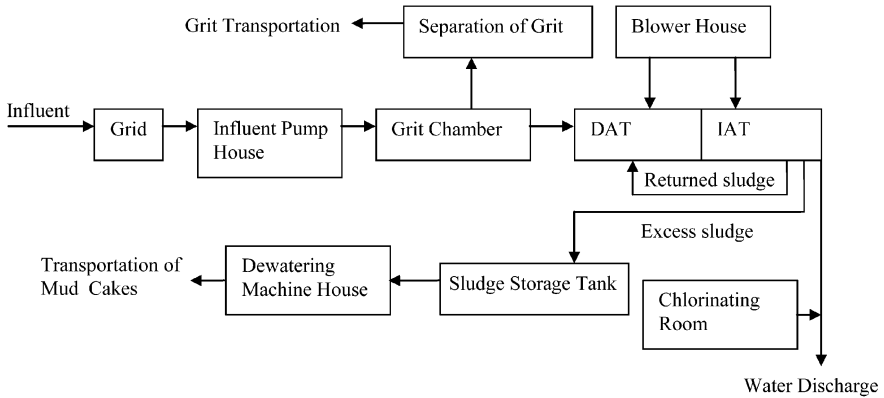 Grit Transportation
Separation of Grit
Blower House
Influent
Grid
Influent Pump
House
Grit Chamber
DAT
IAT
Returned sludge
Excess sludge
Transportation of
Mud Cakes
Dewatering
Machine House
Sludge Storage Tank
Chlorinating
Room
Water Discharge